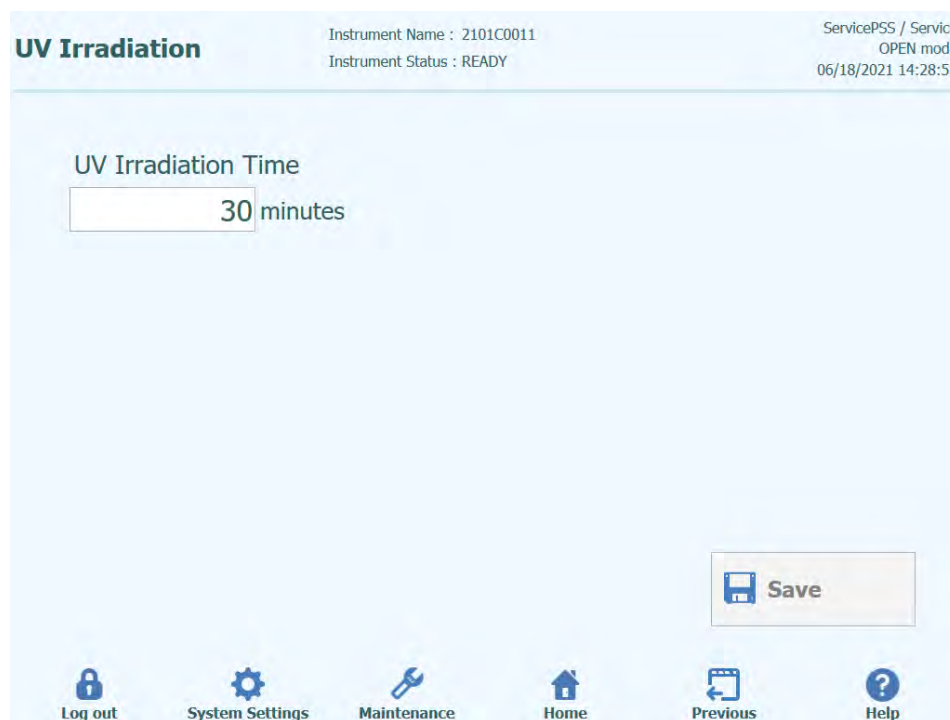 UV Irradiation
Instrument Name : 2101C0011
Instrument Status : READY
ServicePSS / Servic
OPEN mod
06/18/2021 14:28:5
UV Irradiation Time
30 minutes
Save
Log out
System Settings
Maintenance
Home
Previous
Help